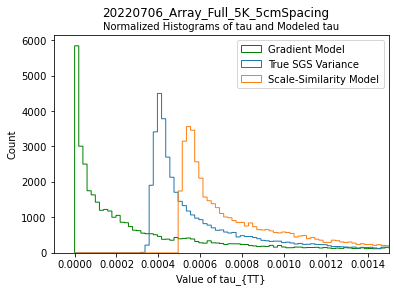 20220706_Array_Full_5K_5cmSpacing
Normalized Histograms of tau and Modeled tau
6000
5000
4000
3000
2000
1000
0
Count
Gradient Model
True SGS Variance
Scale-Similarity Model
0.0000 0.0002 0.0004 0.0006 0.0008 0.0010 0.0012 0.0014
Value of tau_{TT}